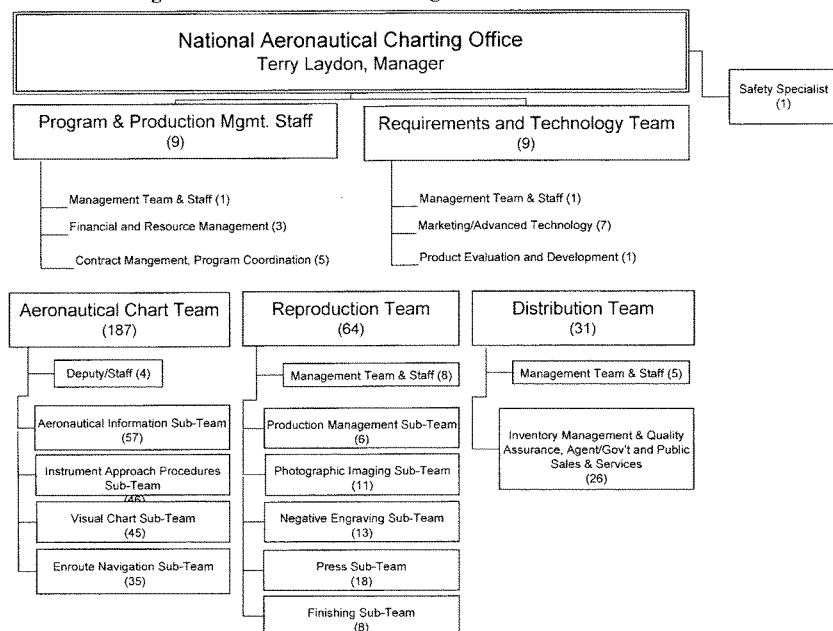 National Aeronautical Charting Office
Terry Laydon, Manager
Safety Specialist
(1)
Program & Production Mgmt. Staff
(9)
Management Team & Staff (1)
Financial and Resource Management (3)
Contract Mangement, Program Coordination (5)
Requirements and Technology Team
(9)
Management Team & Staff (1)
Marketing/Advanced Technology (7)
Product Evaluation and Development (1)
Aeronautical Chart Team
(187)
Deputy/Staff (4)
Aeronautical Information Sub-Team
(57)
Instrument Approach Procedures
Sub-Team
(46)
Visual Chart Sub-Team
(45)
Enroute Navigation Sub-Team
(35)
Reproduction Team
(64)
Management Team & Staff (8)
Production Management Sub-Team
(6)
Photographic Imaging Sub-Team
(11)
Negative Engraving Sub-Team
(13)
Press Sub-Team
(18)
Finishing Sub-Team
(8)
Distribution Team
(31)
Management Team & Staff (5)
Inventory Management & Quality
Assurance, Agent/Gov't and Public
Sales & Services
(26)